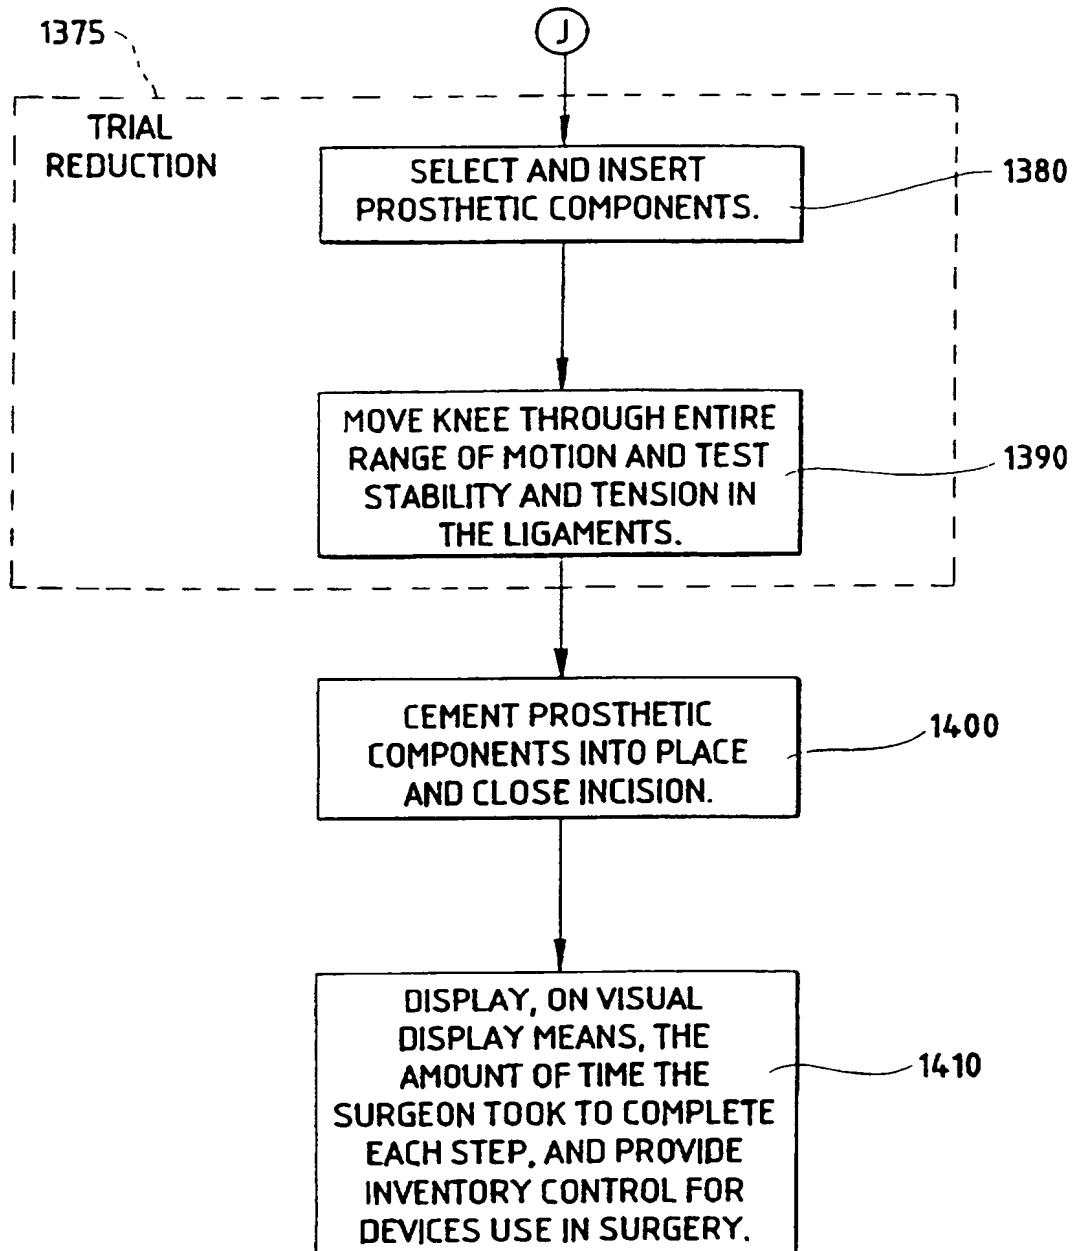 1375
J
TRIAL
REDUCTION
SELECT AND INSERT
PROSTHETIC COMPONENTS.
1380
MOVE KNEE THROUGH ENTIRE
RANGE OF MOTION AND TEST
STABILITY AND TENSION IN
THE LIGAMENTS.
1390
CEMENT PROSTHETIC
COMPONENTS INTO PLACE
AND CLOSE INCISION.
1400
DISPLAY, ON VISUAL
DISPLAY MEANS, THE
AMOUNT OF TIME THE
SURGEON TOOK TO COMPLETE
EACH STEP, AND PROVIDE
INVENTORY CONTROL FOR
DEVICES USE IN SURGERY.
1410